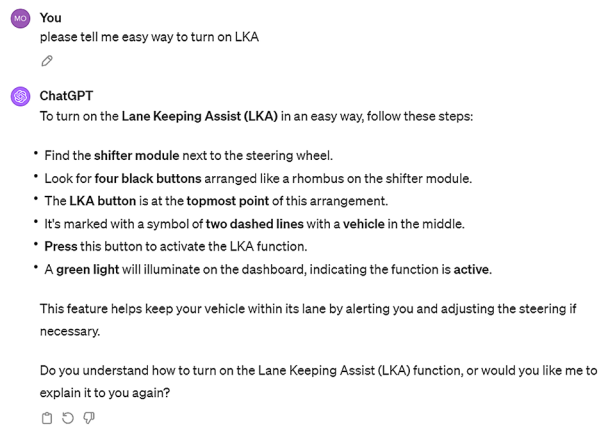 MO
You
please tell me easy way to turn on LKA
ChatGPT
To turn on the Lane Keeping Assist (LKA) in an easy way, follow these steps:
• Find the shifter module next to the steering wheel.
• Look for four black buttons arranged like a rhombus on the shifter module.
• The LKA button is at the topmost point of this arrangement.
• It's marked with a symbol of two dashed lines with a vehicle in the middle.
• Press this button to activate the LKA function.
• A green light will illuminate on the dashboard, indicating the function is active.
This feature helps keep your vehicle within its lane by alerting you and adjusting the steering if
necessary.
Do you understand how to turn on the Lane Keeping Assist (LKA) function, or would you like me to
explain it to you again?